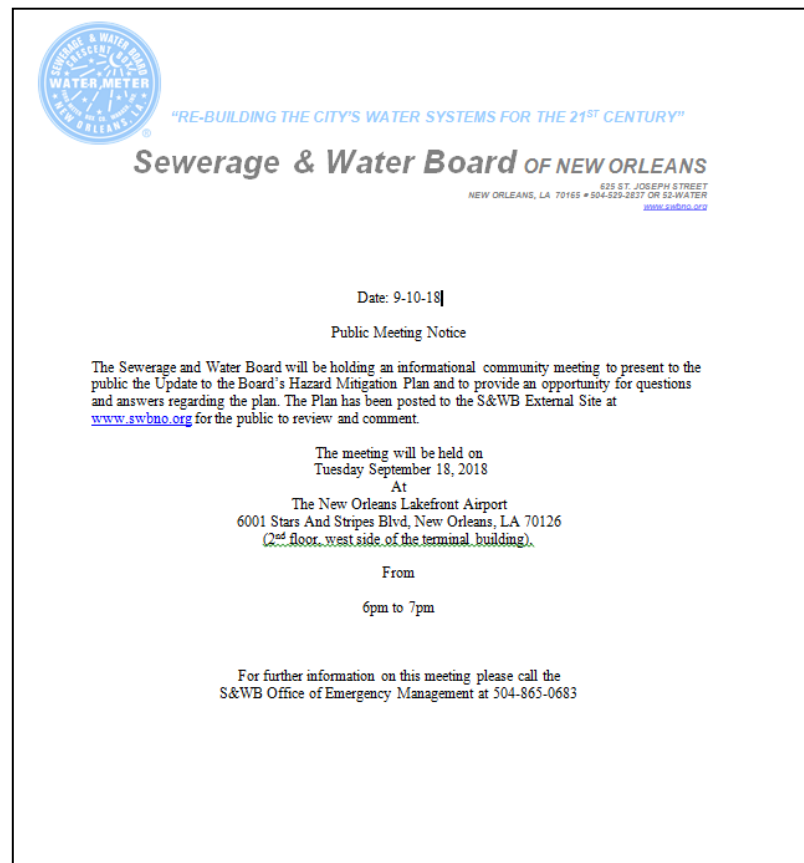 SEWERAGE & WATER BOARD
CRESCENT BOX
WATER METER
NEW ORLEANS, LA.
®
“RE-BUILDING THE CITY’S WATER SYSTEMS FOR THE 21ST CENTURY”
Sewerage & Water Board OF NEW ORLEANS
625 ST. JOSEPH STREET
NEW ORLEANS, LA 70165 • 504-529-2837 OR 52-WATER
www.swbno.org
Date: 9-10-18
Public Meeting Notice
The Sewerage and Water Board will be holding an informational community meeting to present to the
public the Update to the Board’s Hazard Mitigation Plan and to provide an opportunity for questions
and answers regarding the plan. The Plan has been posted to the S&WB External Site at
www.swbno.org for the public to review and comment.
The meeting will be held on
Tuesday September 18, 2018
At
The New Orleans Lakefront Airport
6001 Stars And Stripes Blvd, New Orleans, LA 70126
(2nd floor, west side of the terminal building).
From
6pm to 7pm
For further information on this meeting please call the
S&WB Office of Emergency Management at 504-865-0683